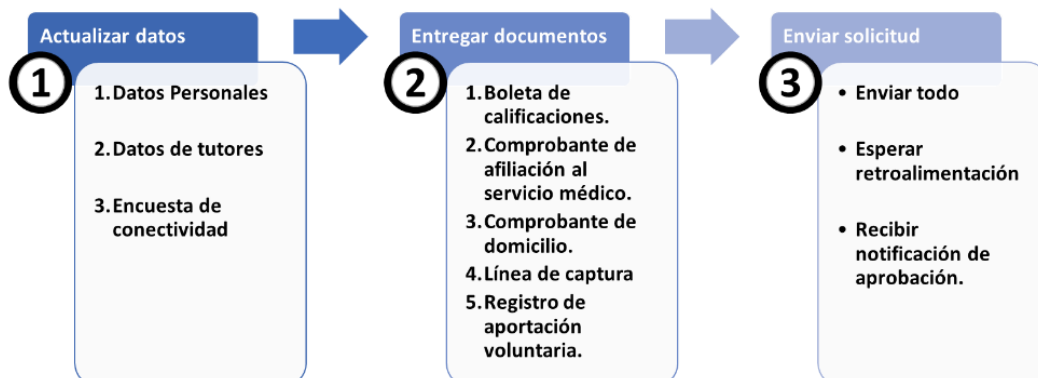 Actualizar datos
1
1. Datos Personales
2. Datos de tutores
3. Encuesta de
conectividad
Entregar documentos
2
1. Boleta de
calificaciones.
2. Comprobante de
afiliación al
servicio médico.
3. Comprobante de
domicilio.
4. Línea de captura
5. Registro de
aportación
voluntaria.
Enviar solicitud
3
• Enviar todo
• Esperar
retroalimentación
• Recibir
notificación de
aprobación.